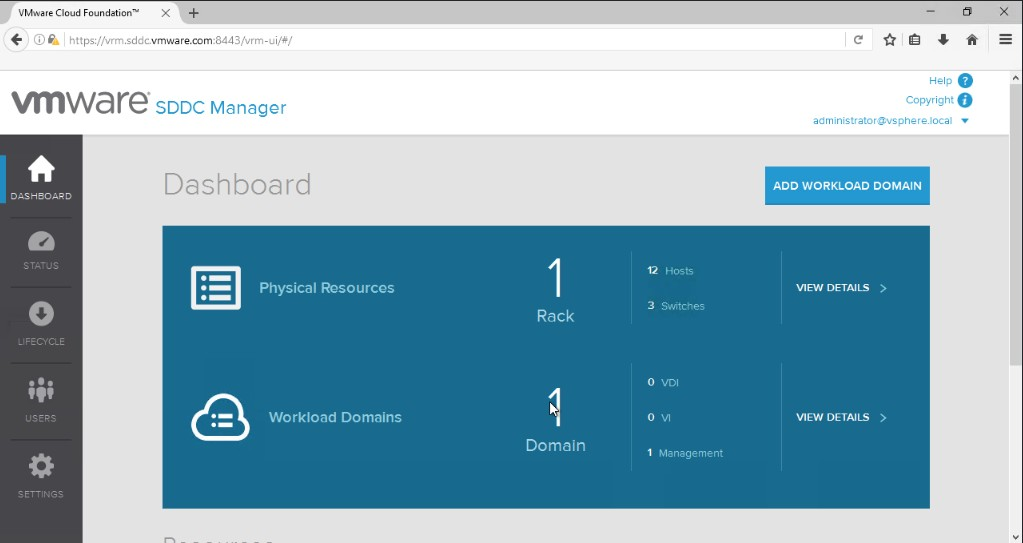 VMware Cloud Foundation™
https://vrm.sddc.vmware.com:8443/vrm-ui/#/
Help ?
Copyright i
administrator@vsphere.local
vmware SDDC Manager
DASHBOARD
STATUS
LIFECYCLE
USERS
SETTINGS
Dashboard
ADD WORKLOAD DOMAIN
Physical Resources
1
Rack
12 Hosts
3 Switches
VIEW DETAILS
Workload Domains
1
Domain
0 VDI
0 VI
1 Management
VIEW DETAILS
Resources